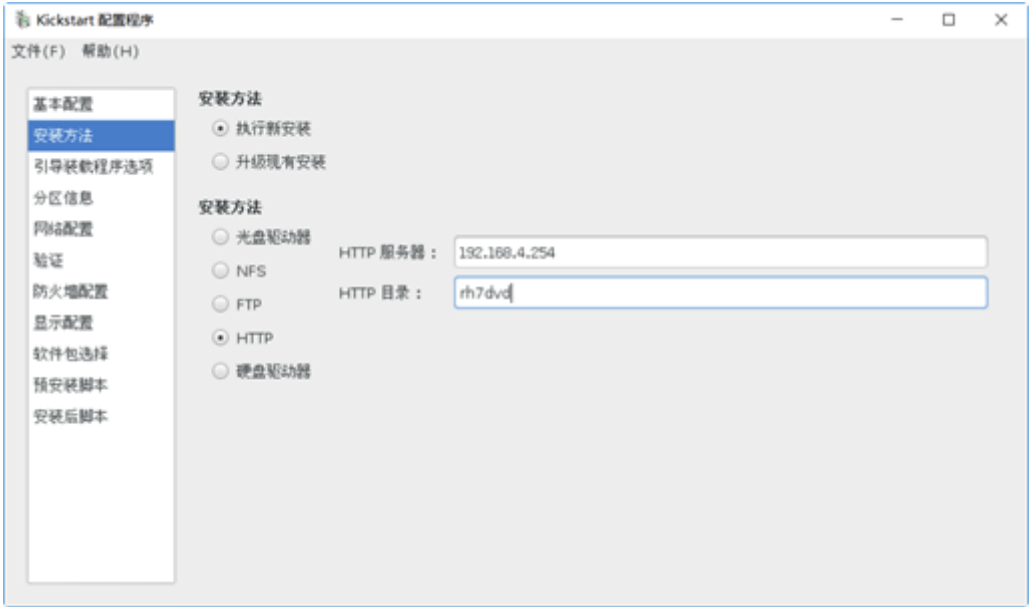 Kickstart 配置程序
文件(F) 帮助(H)
基本配置
安装方法
引导装载程序选项
分区信息
网络配置
验证
防火墙配置
显示配置
软件包选择
预安装脚本
安装后脚本
安装方法
执行新安装
升级现有安装
安装方法
光盘驱动器
NFS
FTP
HTTP
硬盘驱动器
HTTP 服务器： 192.168.4.254
HTTP 目录： rh7dvd